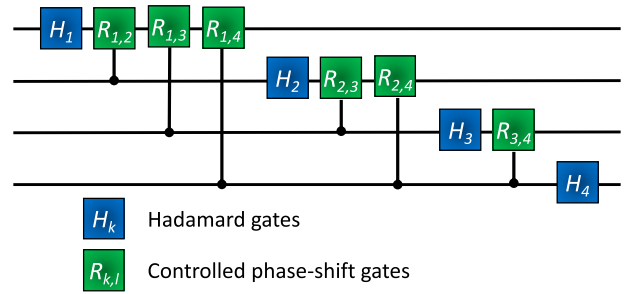 H1 R1,2 R1,3 R1,4
H2 R2,3 R2,4
H3 R3,4
H4
Hk Hadamard gates
Rk,l Controlled phase-shift gates